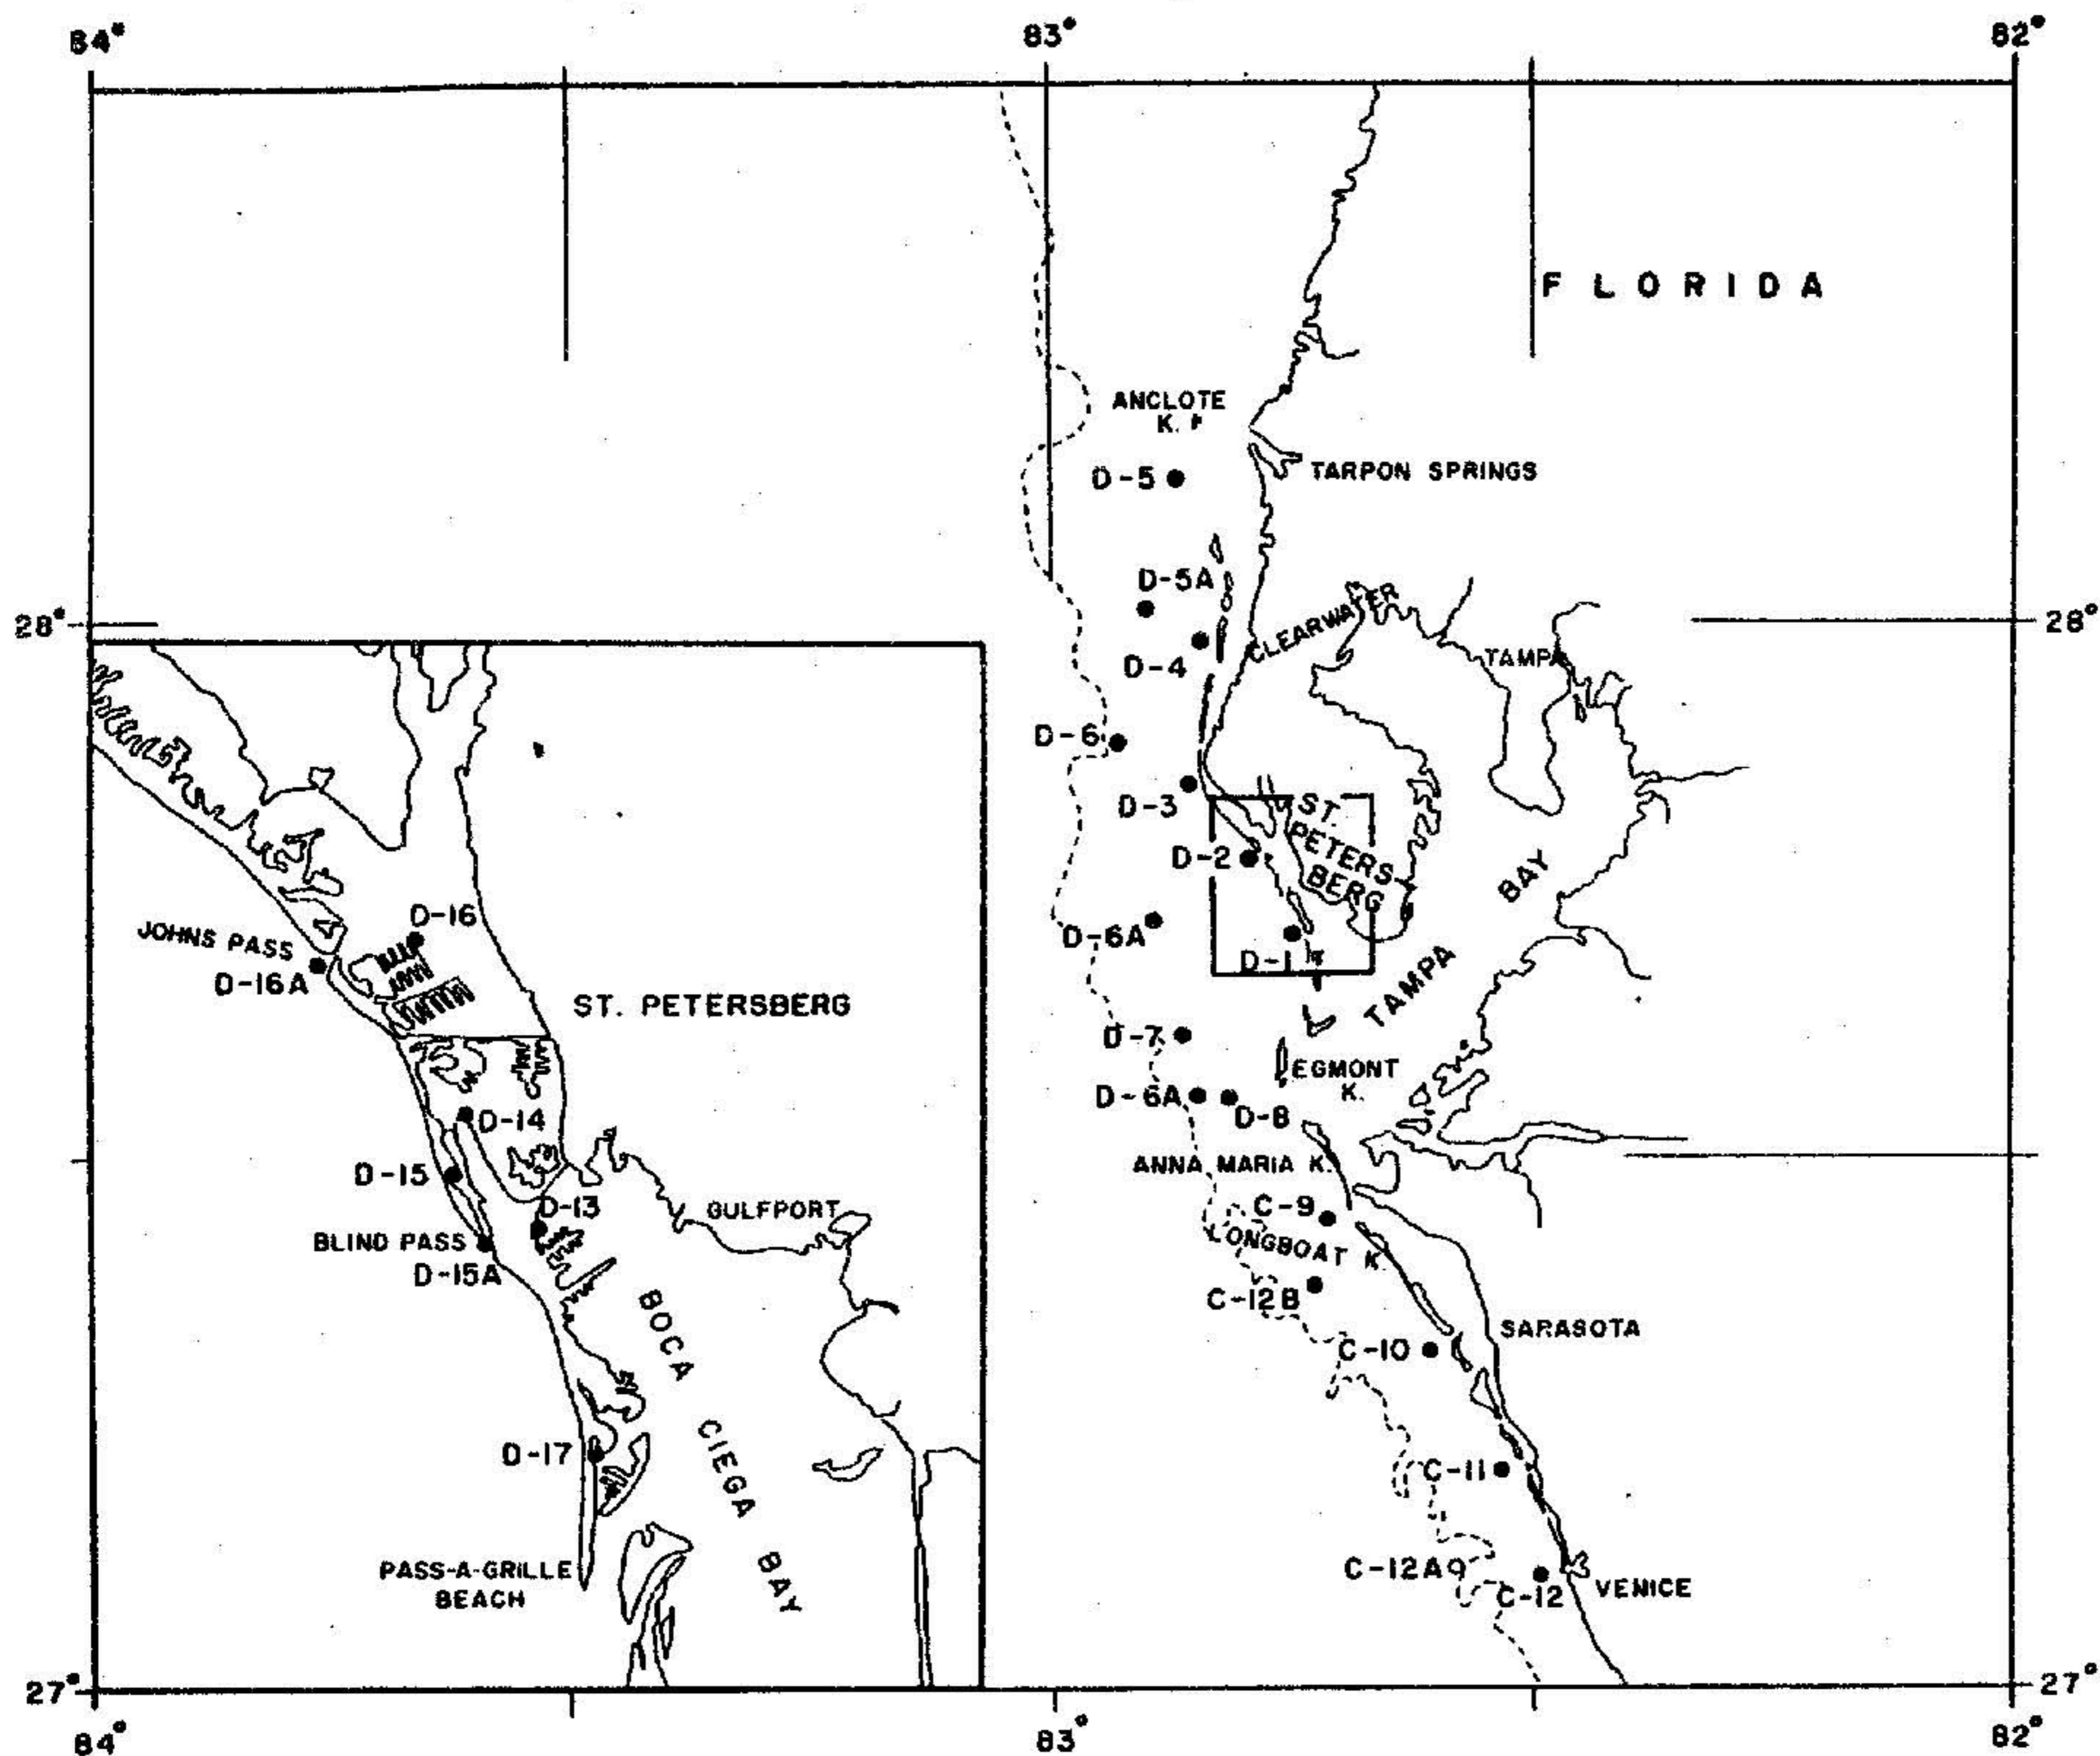 84° 83° 82°
FLORIDA
ANCLOTE
K.
D-5
TARPON SPRINGS
D-5A
28°
28°
CLEARWATER
D-4
TAMPA
D-6
D-3
ST.
PETERS
BERG
D-2
D-6A
D-1
TAMPA BAY
D-7
EGMONT
K.
D-6A
D-8
ANNA MARIA K.
C-9
LONGBOAT K
C-12B
SARASOTA
C-10
C-11
C-12A
C-12
VENICE
D-16
JOHNS PASS
D-16A
ST. PETERSBERG
D-14
D-15
D-13
GULFPORT
BLIND PASS
D-15A
BOCA CIEGA BAY
D-17
PASS-A-GRILLE
BEACH
27°
27°
84° 83° 82°